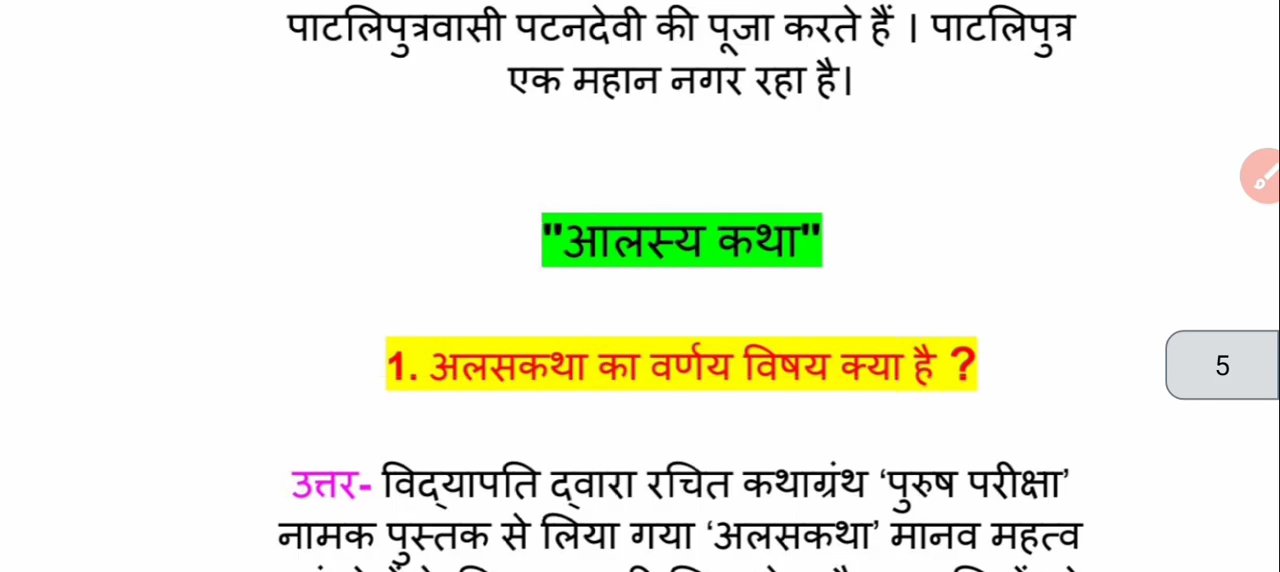 पाटलिपुत्रवासी पटनदेवी की पूजा करते हैं । पाटलिपुत्र
एक महान नगर रहा है।
"आलस्य कथा"
1. अलसकथा का वर्णय विषय क्या है ?
5
उत्तर- विद्यापति द्वारा रचित कथाग्रंथ ‘पुरुष परीक्षा’
नामक पुस्तक से लिया गया ‘अलसकथा’ मानव महत्व